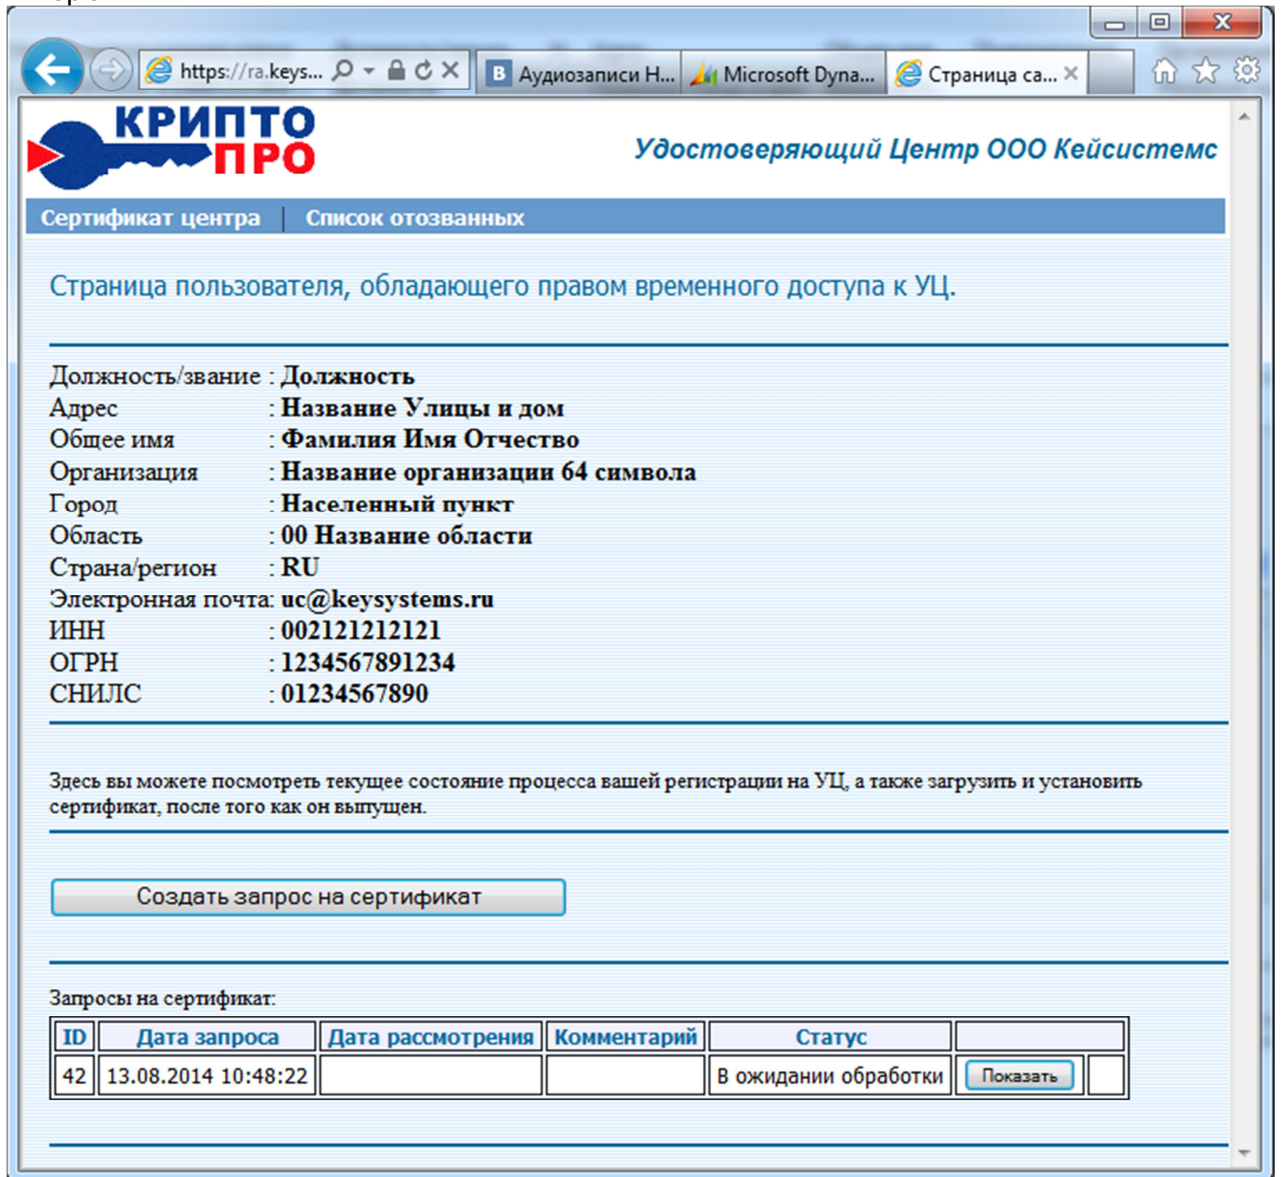 https://ra.keys...
Аудиозаписи Н...
Microsoft Dyna...
Страница са...
КРИПТО
ПРО
Удостоверяющий Центр ООО Кейсистемс
Сертификат центра | Список отозванных
Страница пользователя, обладающего правом временного доступа к УЦ.
Должность/звание : Должность
Адрес : Название Улицы и дом
Общее имя : Фамилия Имя Отчество
Организация : Название организации 64 символа
Город : Населенный пункт
Область : 00 Название области
Страна/регион : RU
Электронная почта: uc@keysystems.ru
ИНН : 002121212121
ОГРН : 1234567891234
СНИЛС : 01234567890
Здесь вы можете посмотреть текущее состояние процесса вашей регистрации на УЦ, а также загрузить и установить
сертификат, после того как он выпущен.
Создать запрос на сертификат
Запросы на сертификат:
ID Дата запроса Дата рассмотрения Комментарий Статус
42 13.08.2014 10:48:22 В ожидании обработки Показать